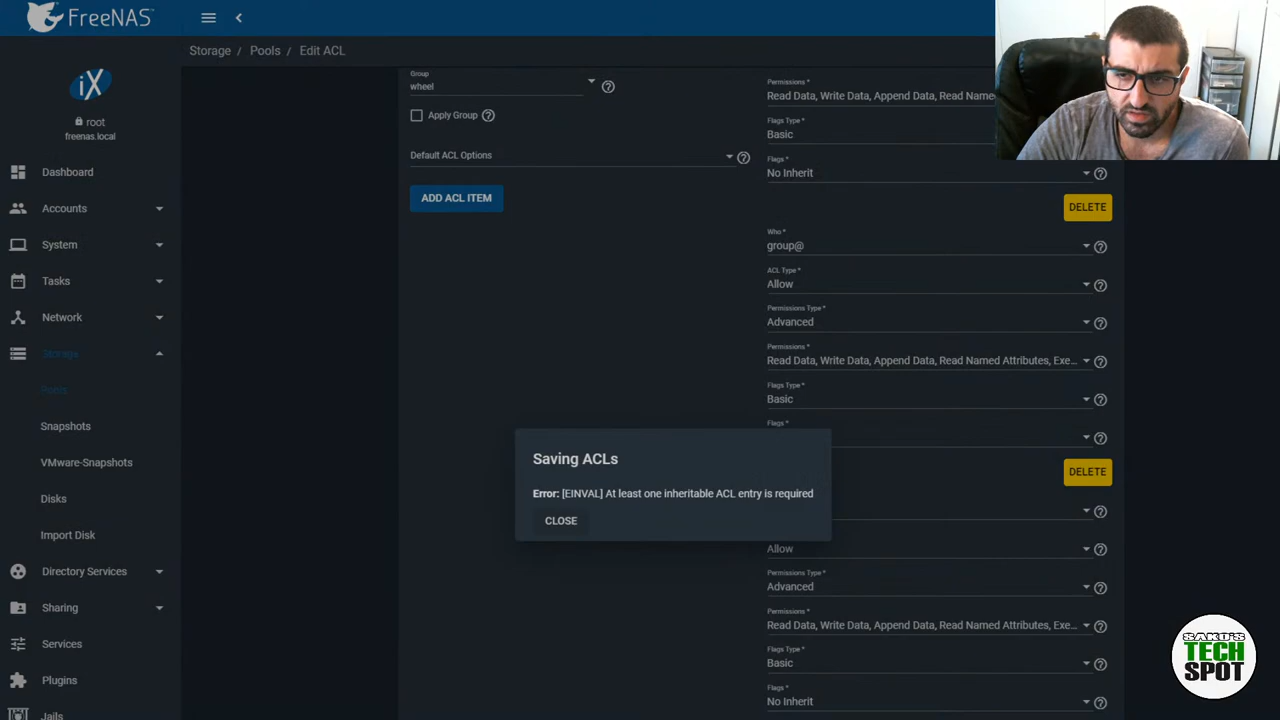 FreeNAS
Storage / Pools / Edit ACL
iX
root
freenas.local
Dashboard
Accounts
System
Tasks
Network
Storage
Pools
Snapshots
VMware-Snapshots
Disks
Import Disk
Directory Services
Sharing
Services
Plugins
Jails
Group
wheel
Apply Group
Default ACL Options
ADD ACL ITEM
Permissions *
Read Data, Write Data, Append Data, Read Named
Flags Type *
Basic
Flags *
No Inherit
DELETE
Who *
group@
ACL Type *
Allow
Permissions Type *
Advanced
Permissions *
Read Data, Write Data, Append Data, Read Named Attributes, Exe...
Flags Type *
Basic
Flags *
DELETE
Saving ACLs
Error: [EINVAL] At least one inheritable ACL entry is required
CLOSE
Allow
Permissions Type *
Advanced
Permissions *
Read Data, Write Data, Append Data, Read Named Attributes, Exe...
Flags Type *
Basic
Flags *
No Inherit
SAKO'S
TECH
SPOT